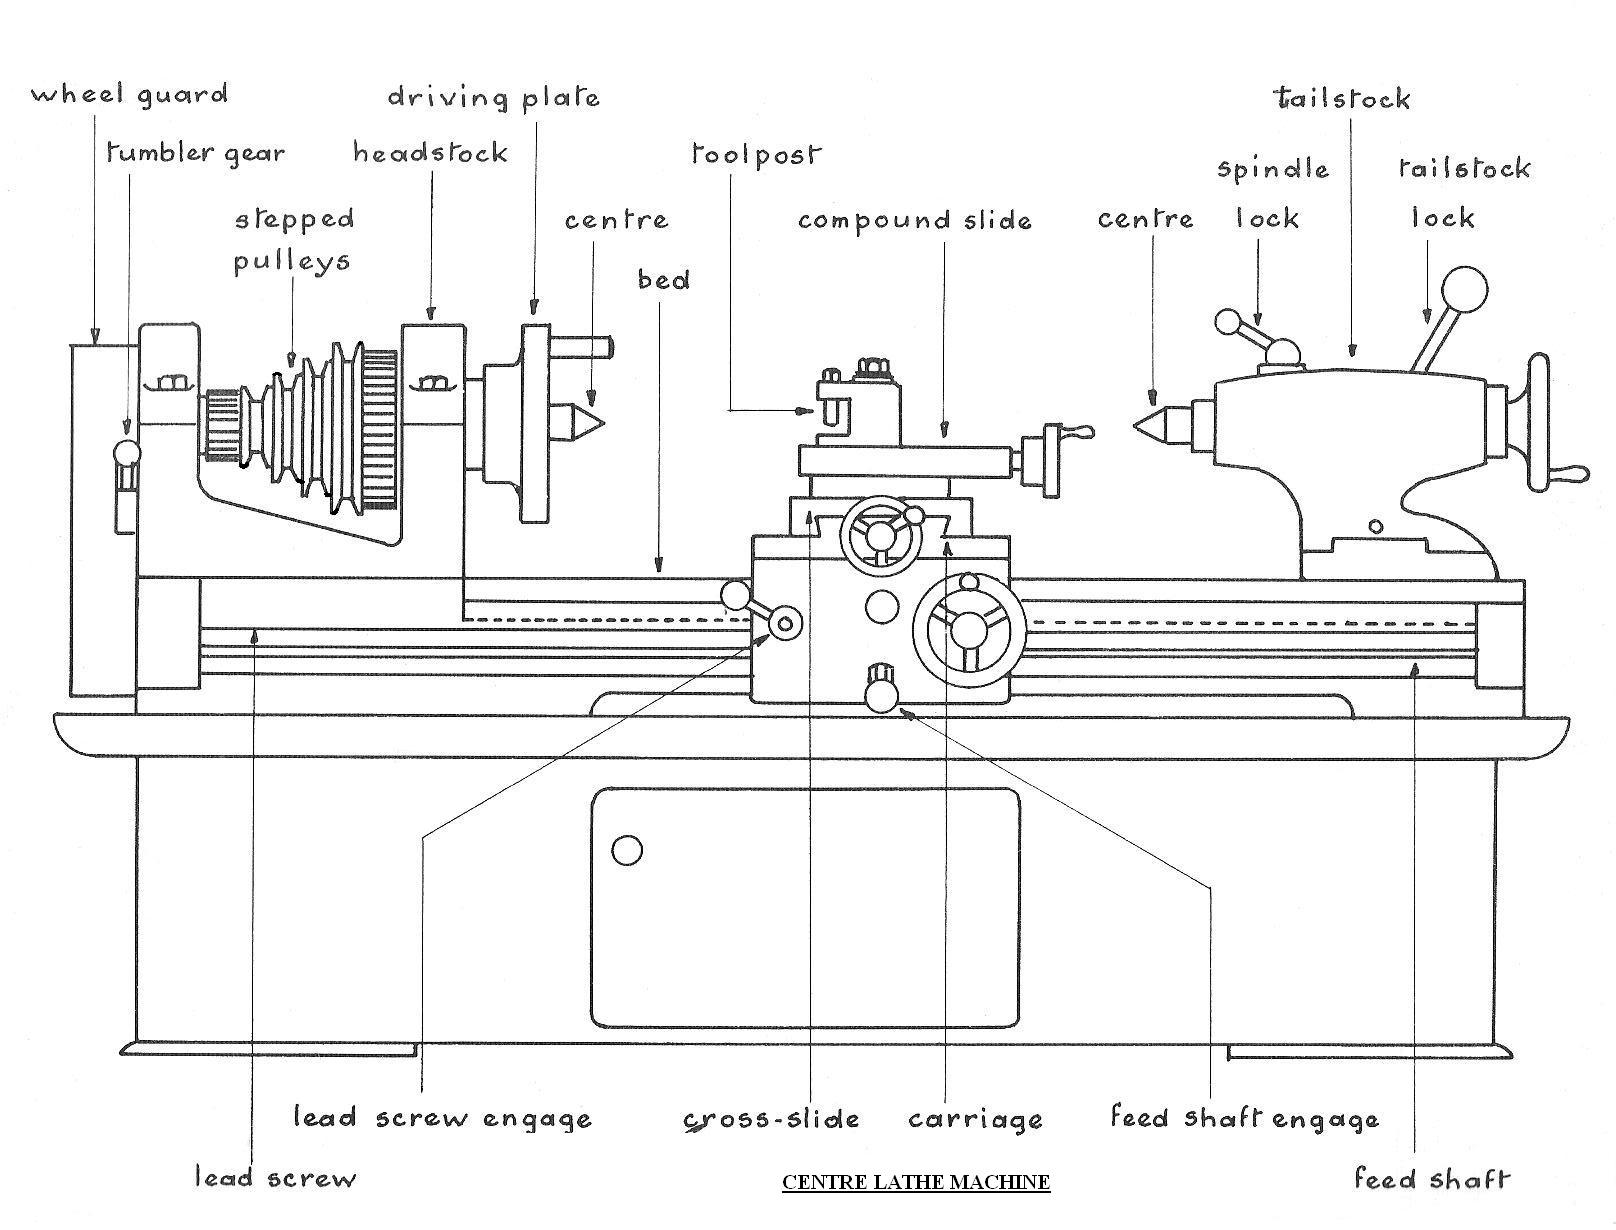 wheel guard
driving plate
tailstock
tumbler gear
headstock
toolpost
spindle
lock
tailstock
lock
stepped
pulleys
centre
compound slide
centre
bed
lead screw engage
cross-slide
carriage
feed shaft engage
lead screw
CENTRE LATHE MACHINE
feed shaft